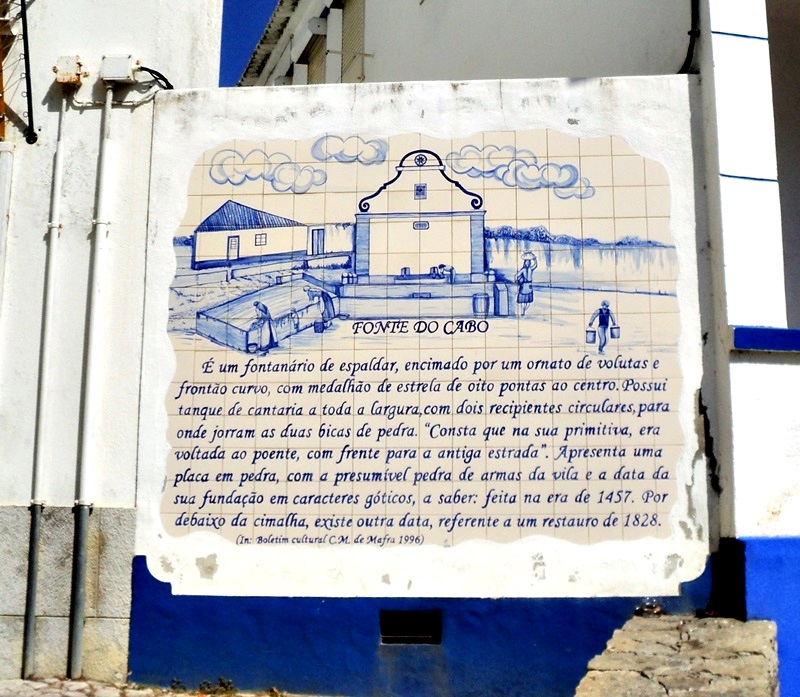 FONTE DO CABO
É um fontanário de espaldar, encimado por um ornato de volutas e
frontão curvo, com medalhão de estrela de oito pontas ao centro. Possui
tanque de cantaria a toda a largura, com dois recipientes circulares, para
onde jorram as duas bicas de pedra. "Consta que na sua primitiva, era
voltada ao poente, com frente para a antiga estrada". Apresenta uma
placa em pedra, com a presumível pedra de armas da vila e a data da
sua fundação em caracteres góticos, a saber: feita na era de 1457. Por
debaixo da cimalha, existe outra data, referente a um restauro de 1828.
(In: Boletim cultural C.M. de Mafra 1996)